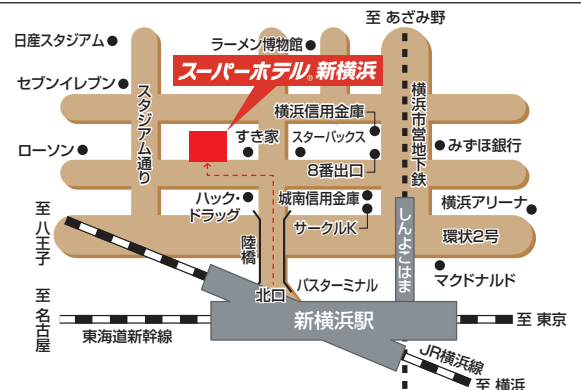 至 あざみ野
日産スタジアム
ラーメン博物館
スーパーホテル® 新横浜
セブンイレブン
スタジアム通り
横浜信用金庫
横浜市営地下鉄
すき家
スターバックス
みずほ銀行
ローソン
8番出口
ハック・
ドラッグ
城南信用金庫
横浜アリーナ
サークルK
至 八王子
陸橋
しんよこはま
環状2号
マクドナルド
バスターミナル
北口
至 名古屋
新横浜駅
至 東京
東海道新幹線
JR横浜線
至 横浜